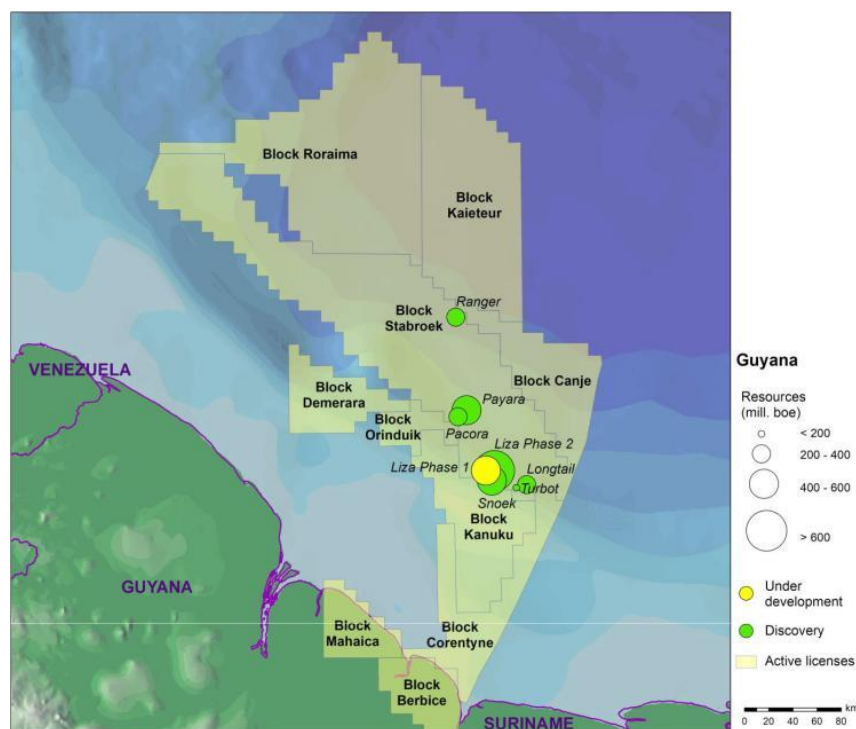 Block Roraima
Block
Kaieteur
Ranger
Block
Stabroek
VENEZUELA
Block
Demerara
Block Canje
Payara
Block
Orinduik
Pacora
Liza Phase 2
Liza Phase 1
Longtail
Turbot
Snoek
Block
Kanuku
GUYANA
Block
Mahaica
Block
Corentyne
Block
Berbice
SURINAME
Guyana
Resources
(mill. boe)
< 200
200 - 400
400 - 600
> 600
Under
development
Discovery
Active licenses
km
0 10 20 40 60 80